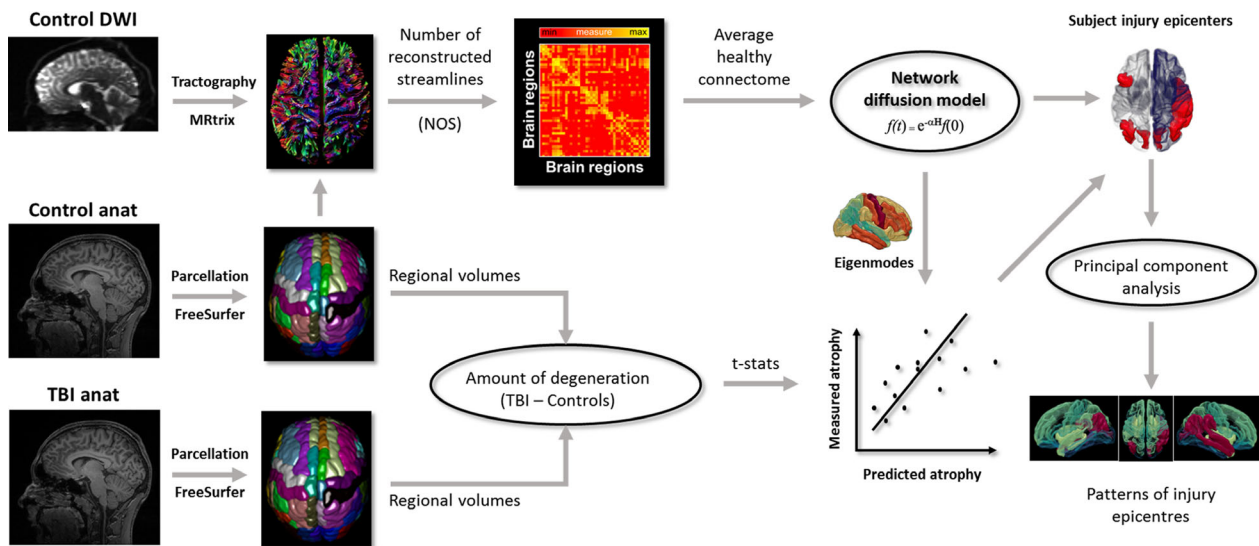 Control DWI
Tractography
MRtrix
Number of
reconstructed
streamlines
(NOS)
min measure max
Brain regions
Brain regions
Average
healthy
connectome
Network
diffusion model
f(t) = e^-αH f(0)
Subject injury epicenters
Control anat
Parcellation
FreeSurfer
Regional volumes
Eigenmodes
Principal component
analysis
Amount of degeneration
(TBI – Controls)
t-stats
Measured atrophy
Predicted atrophy
TBI anat
Parcellation
FreeSurfer
Regional volumes
Patterns of injury
epicentres